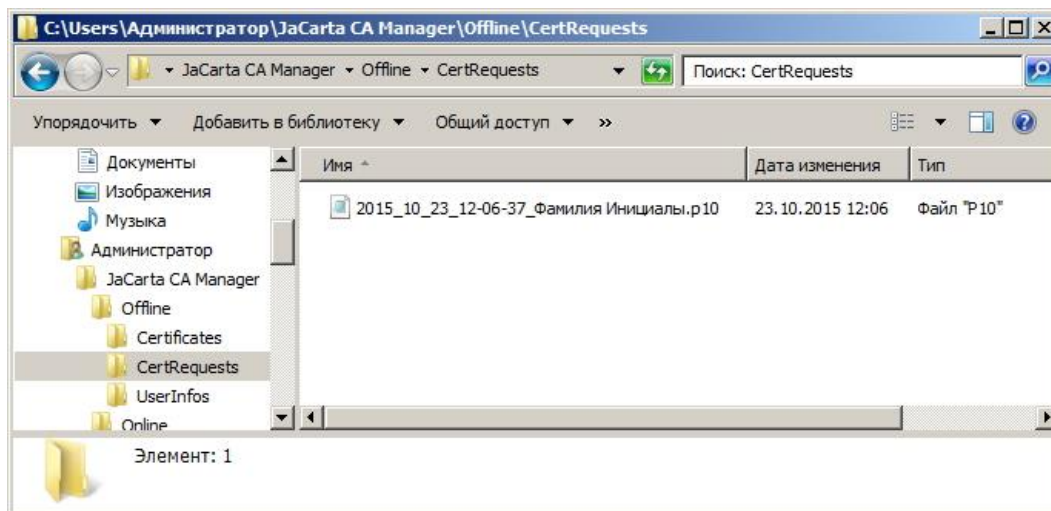 C:\Users\Администратор\JaCarta CA Manager\Offline\CertRequests
JaCarta CA Manager Offline CertRequests Поиск: CertRequests
Упорядочить Добавить в библиотеку Общий доступ »
Документы
Изображения
Музыка
Администратор
JaCarta CA Manager
Offline
Certificates
CertRequests
UserInfos
Online
Имя Дата изменения Тип
2015_10_23_12-06-37_Фамилия Инициалы.p10 23.10.2015 12:06 Файл "P10"
Элемент: 1